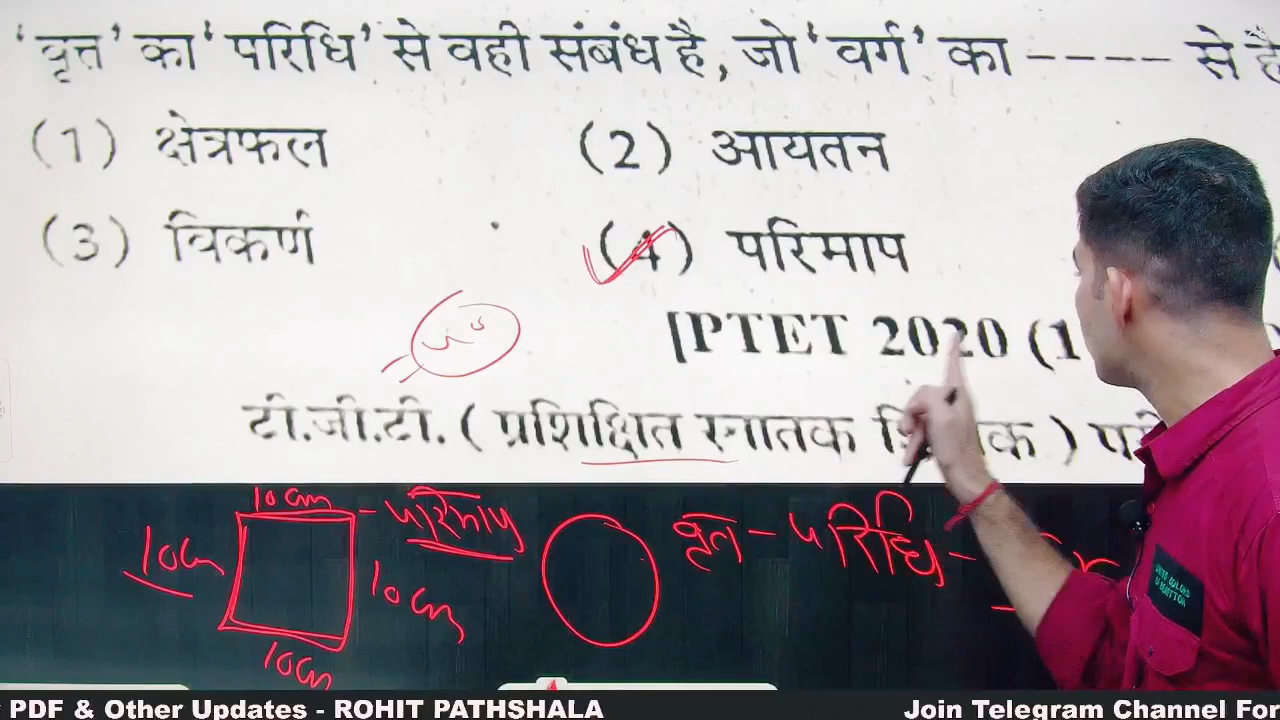 'वृत्त' का 'परिधि' से वही संबंध है, जो 'वर्ग' का ---- से है
(1) क्षेत्रफल (2) आयतन
(3) विकर्ण (4) परिमाप
[PTET 2020 (1
टी.जी.टी. ( प्रशिक्षित स्नातक
10cm
10cm
- परिमाप
10cm
10cm
वृत - परिधि -
PDF & Other Updates - ROHIT PATHSHALA
Join Telegram Channel For